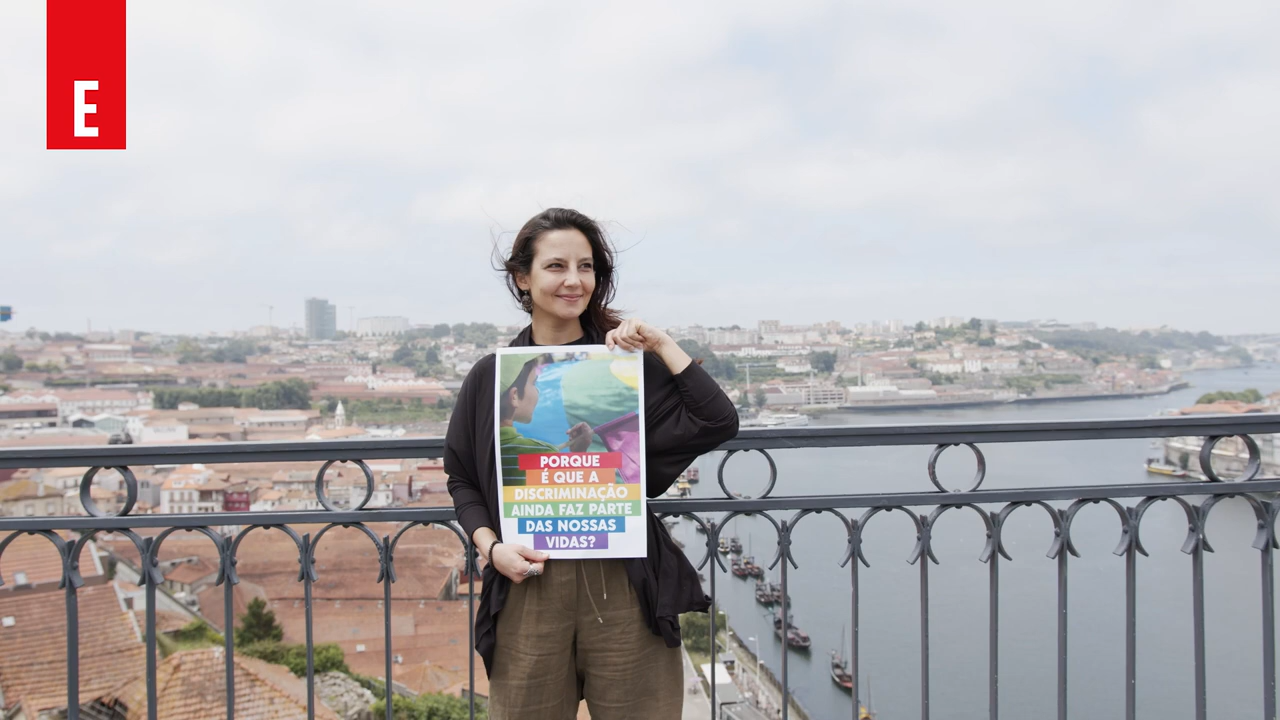 E
PORQUE
É QUE A
DISCRIMINAÇÃO
AINDA FAZ PARTE
DAS NOSSAS
VIDAS?